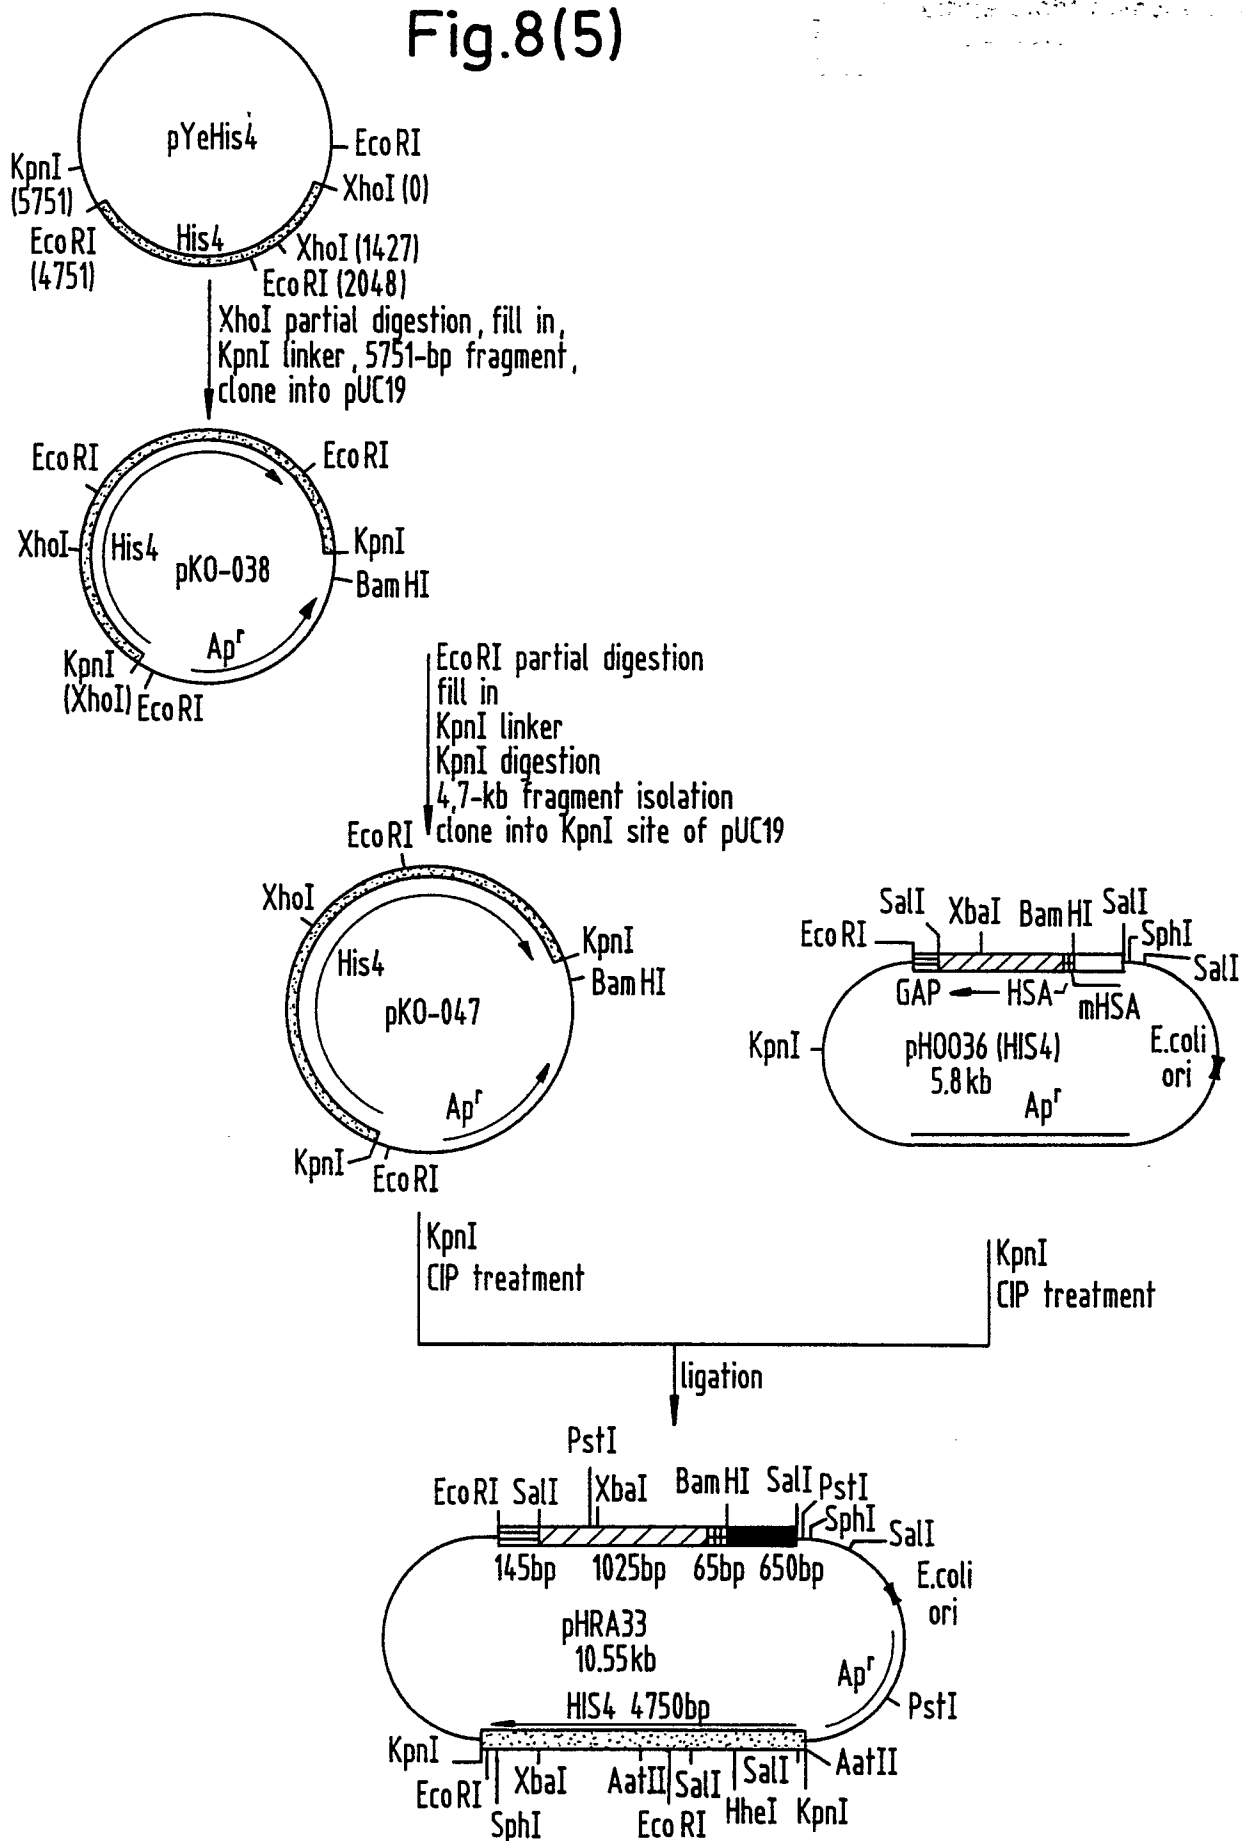 Fig.8(5)
pYeHis4
EcoRI
KpnI
(5751)
XhoI (0)
EcoRI
(4751)
His4
XhoI (1427)
EcoRI (2048)
XhoI partial digestion, fill in,
KpnI linker, 5751-bp fragment,
clone into pUC19
EcoRI
EcoRI
XhoI
His4
pKO-038
KpnI
BamHI
Apr
KpnI
(XhoI)
EcoRI
EcoRI partial digestion
fill in
KpnI linker
KpnI digestion
4,7-kb fragment isolation
clone into KpnI site of pUC19
EcoRI
XhoI
His4
pKO-047
KpnI
BamHI
Apr
KpnI
EcoRI
SalI XbaI BamHI SalI
EcoRI
SphI
SalI
GAP HSA
mHSA
KpnI
pHO036 (HIS4)
5.8kb
E.coli
ori
Apr
KpnI
CIP treatment
KpnI
CIP treatment
ligation
PstI
EcoRI SalI XbaI BamHI SalI PstI
SphI
SalI
145bp 1025bp 65bp 650bp
E.coli
ori
pHRA33
10.55kb
Apr
PstI
HIS4 4750bp
KpnI
AatII
EcoRI XbaI AatII SalI SalI
SphI EcoRI HheI KpnI